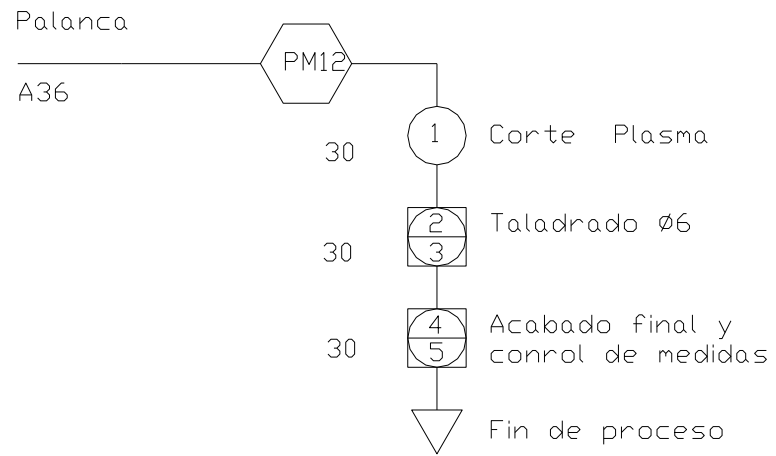 Palanca
PM12
A36
1 Corte Plasma
30
2 Taladrado Ø6
3
30
4 Acabado final y
30 5 conrol de medidas
Fin de proceso